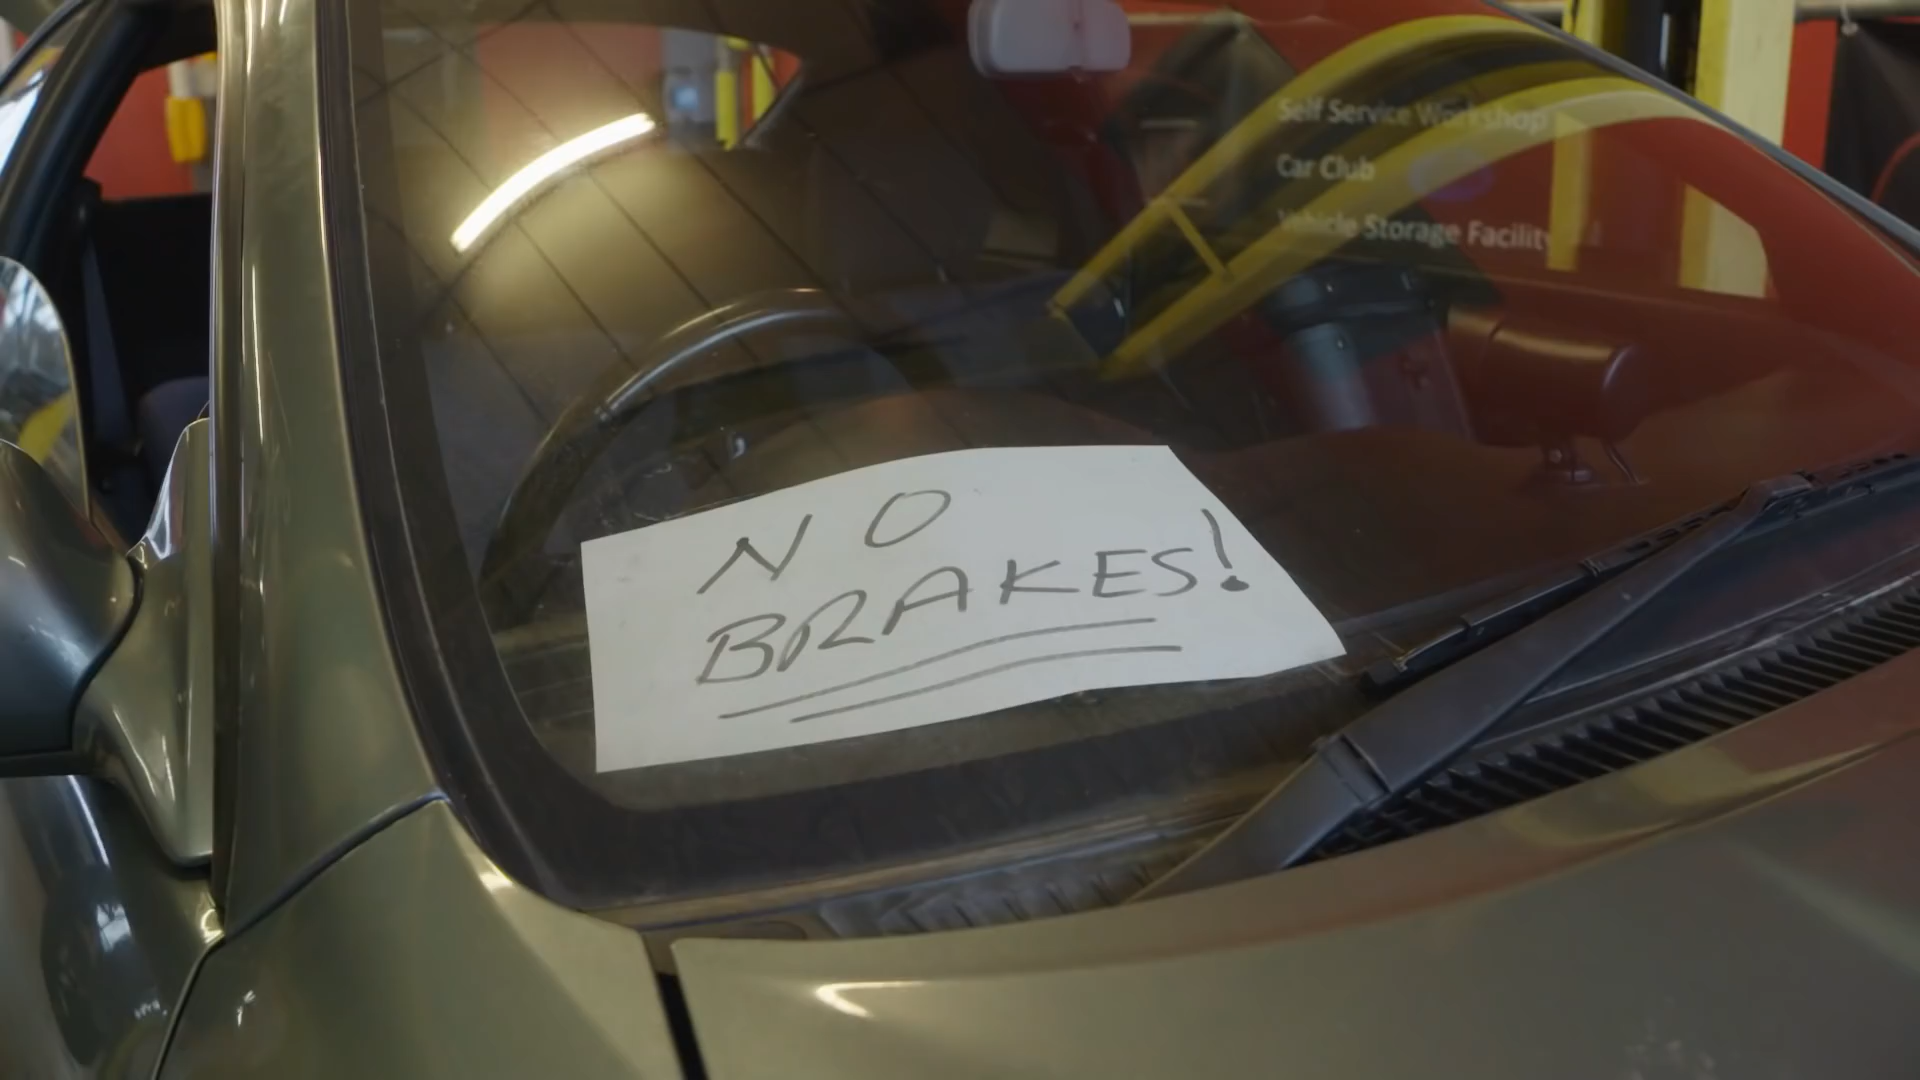 Self Service Workshop
Car Club
Vehicle Storage Facility
NO
BRAKES!